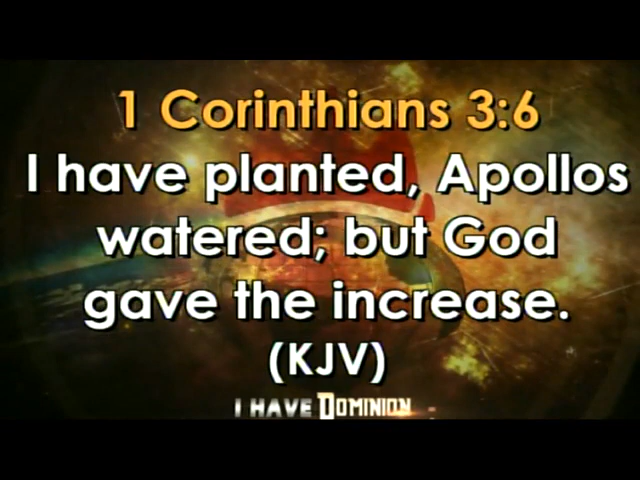 1 Corinthians 3:6
I have planted, Apollos
watered; but God
gave the increase.
(KJV)
I HAVE DOMINION